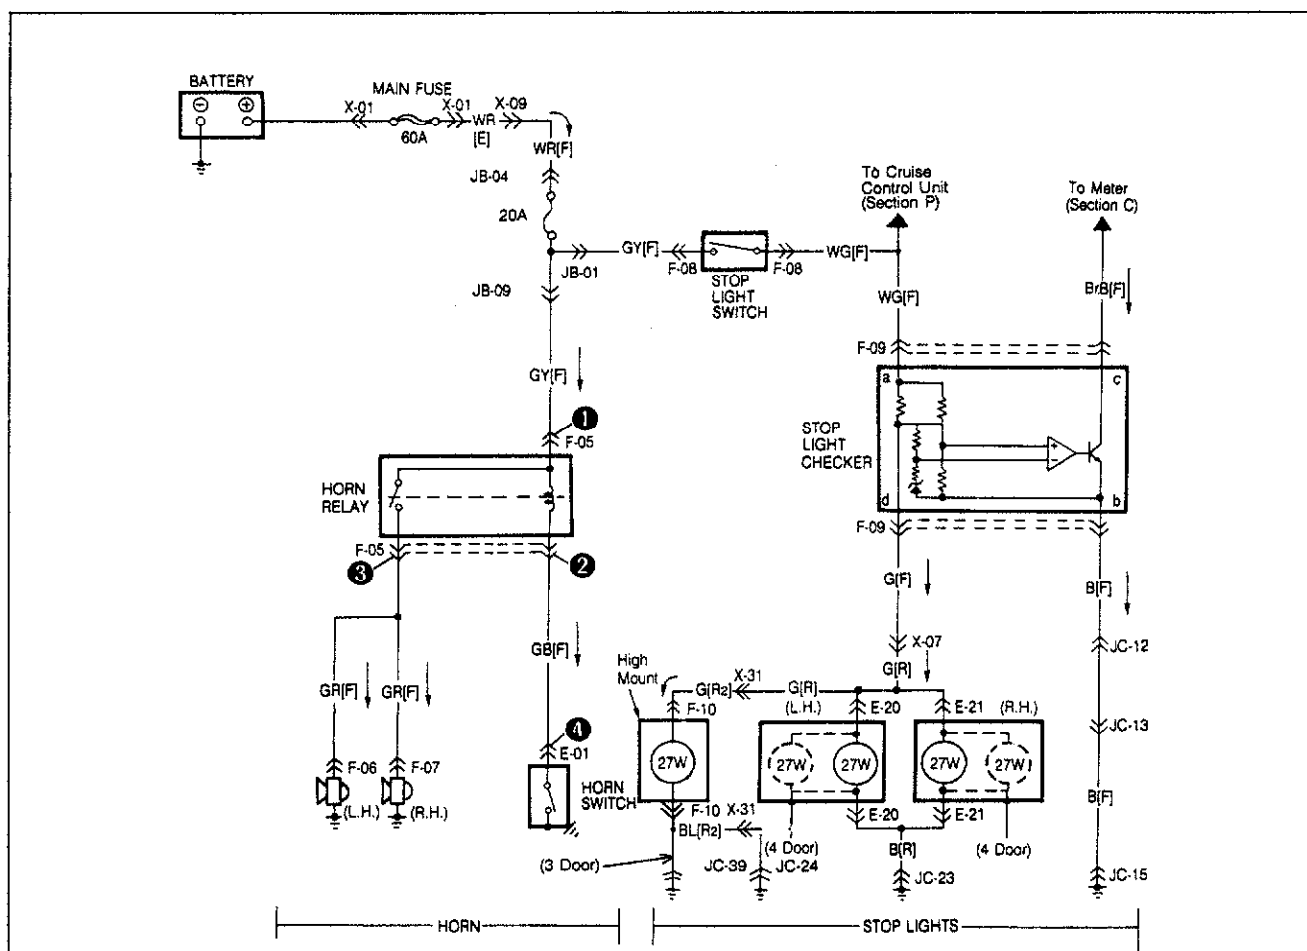 BATTERY
MAIN FUSE
X-01
X-01
X-09
60A
WR
[E]
WR[F]
JB-04
20A
To Cruise
Control Unit
(Section P)
To Meter
(Section C)
GY[F]
F-08
F-08
WG[F]
JB-01
STOP
LIGHT
SWITCH
JB-09
WG[F]
BrB[F]
F-09
GY[F]
a
c
1
F-05
STOP
LIGHT
CHECKER
+
−
HORN
RELAY
d
b
F-09
F-05
3
2
G[F]
B[F]
X-07
JC-12
GB[F]
High
Mount
G[R]
X-31
G[R2]
G[R]
(L.H.)
E-20
E-21
(R.H.)
GR[F]
GR[F]
F-10
JC-13
4
E-01
27W
27W
27W
27W
27W
F-06
F-07
HORN
SWITCH
(L.H.)
(R.H.)
B[F]
F-10
X-31
E-20
E-21
BL[R2]
(4 Door)
B[R]
(4 Door)
(3 Door)
JC-39
JC-24
JC-23
JC-15
HORN
STOP LIGHTS